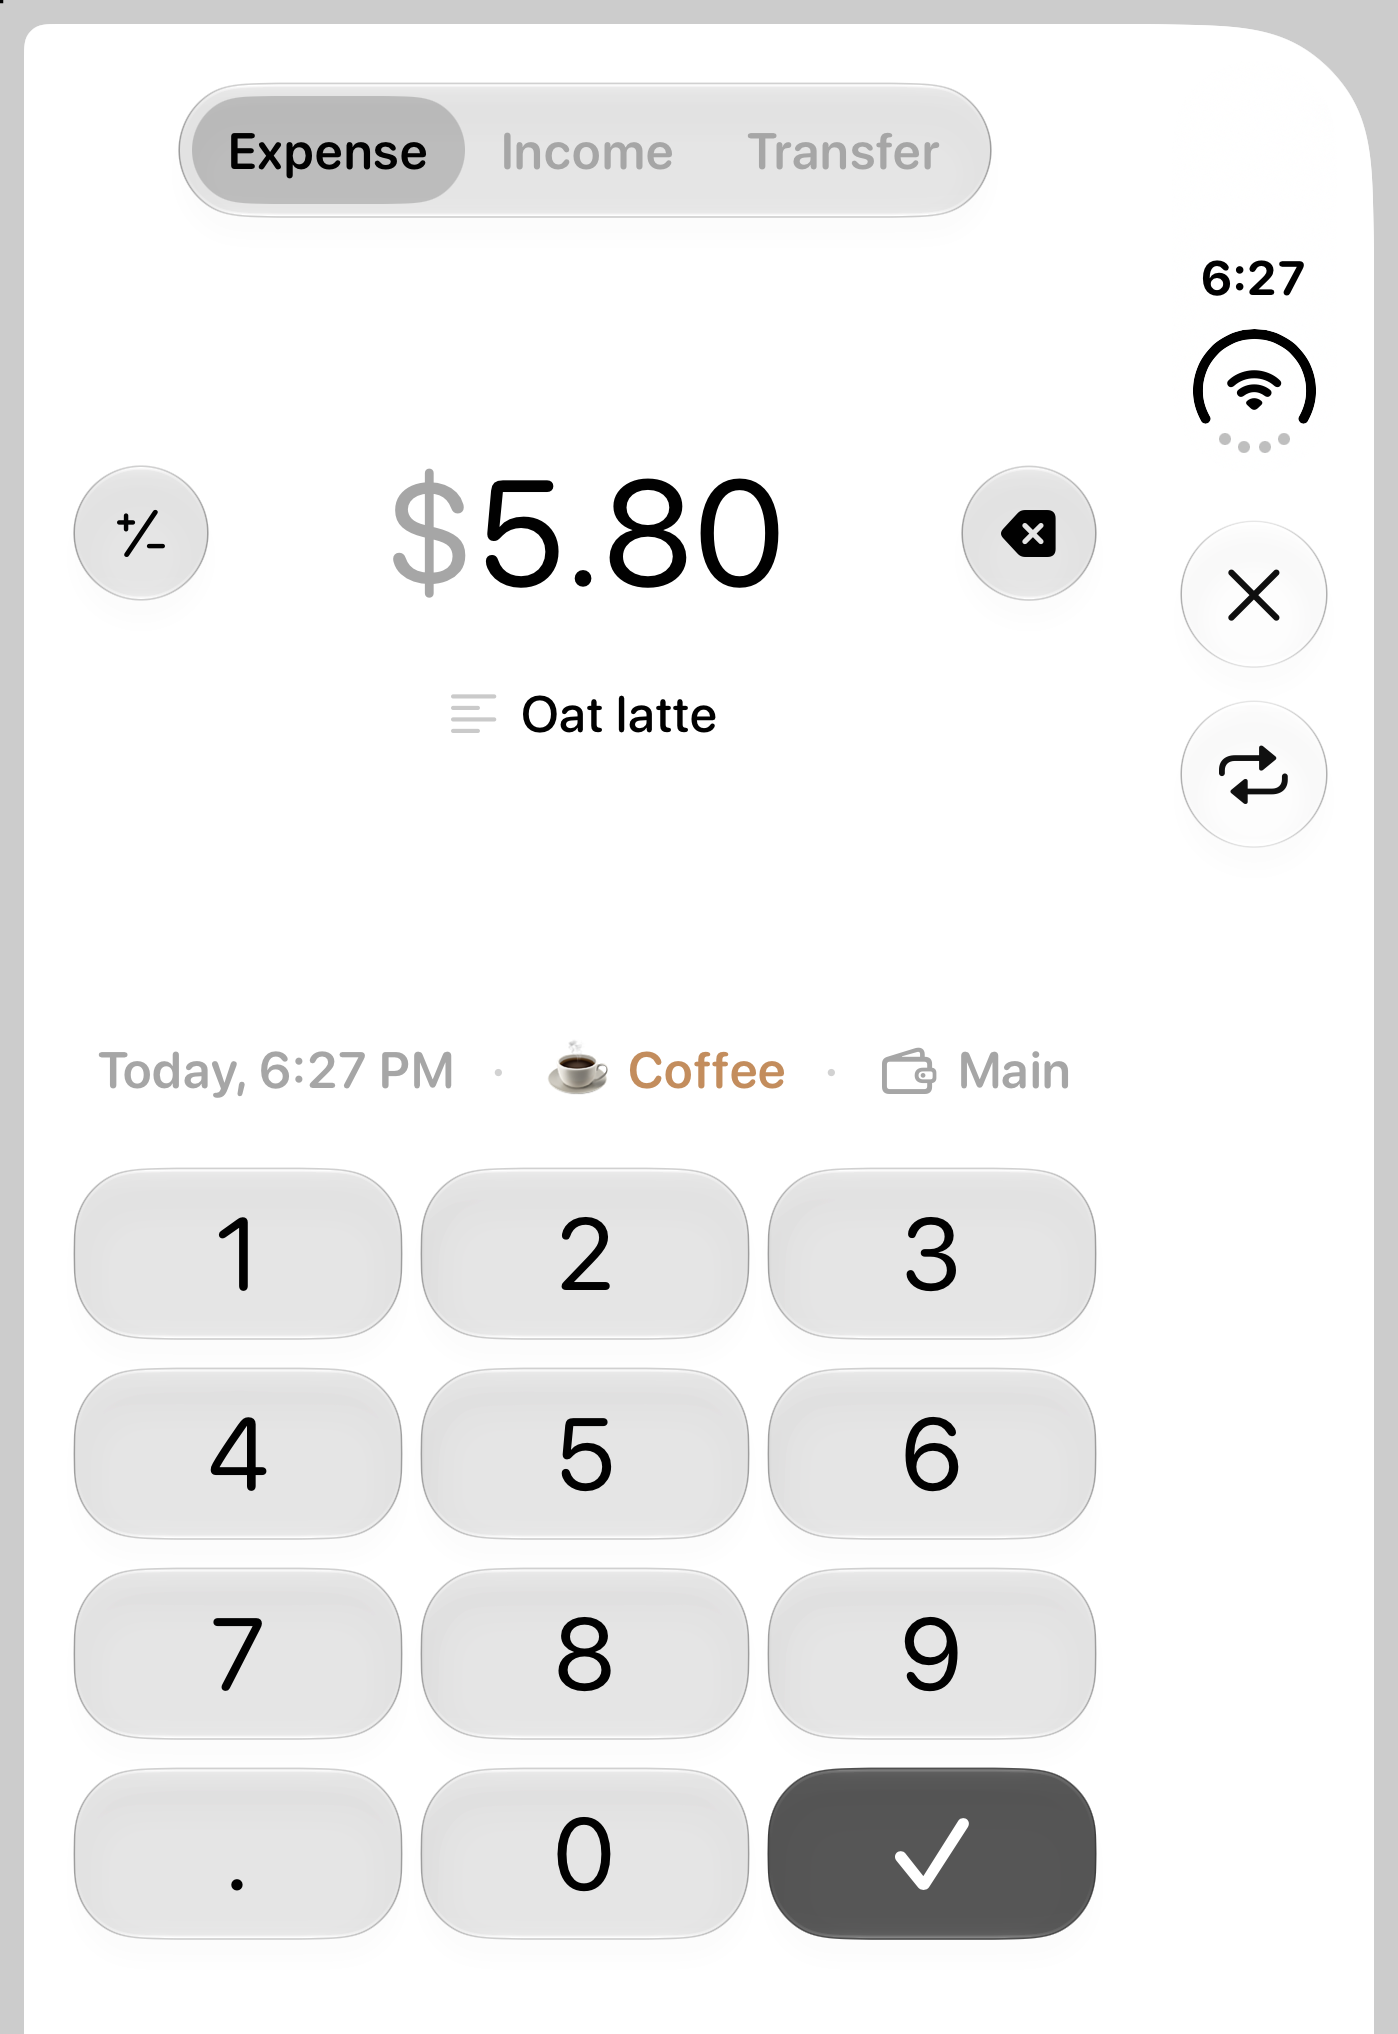 Expense Income Transfer
6:27
$5.80
Oat latte
Today, 6:27 PM · Coffee · Main
1 2 3
4 5 6
7 8 9
. 0